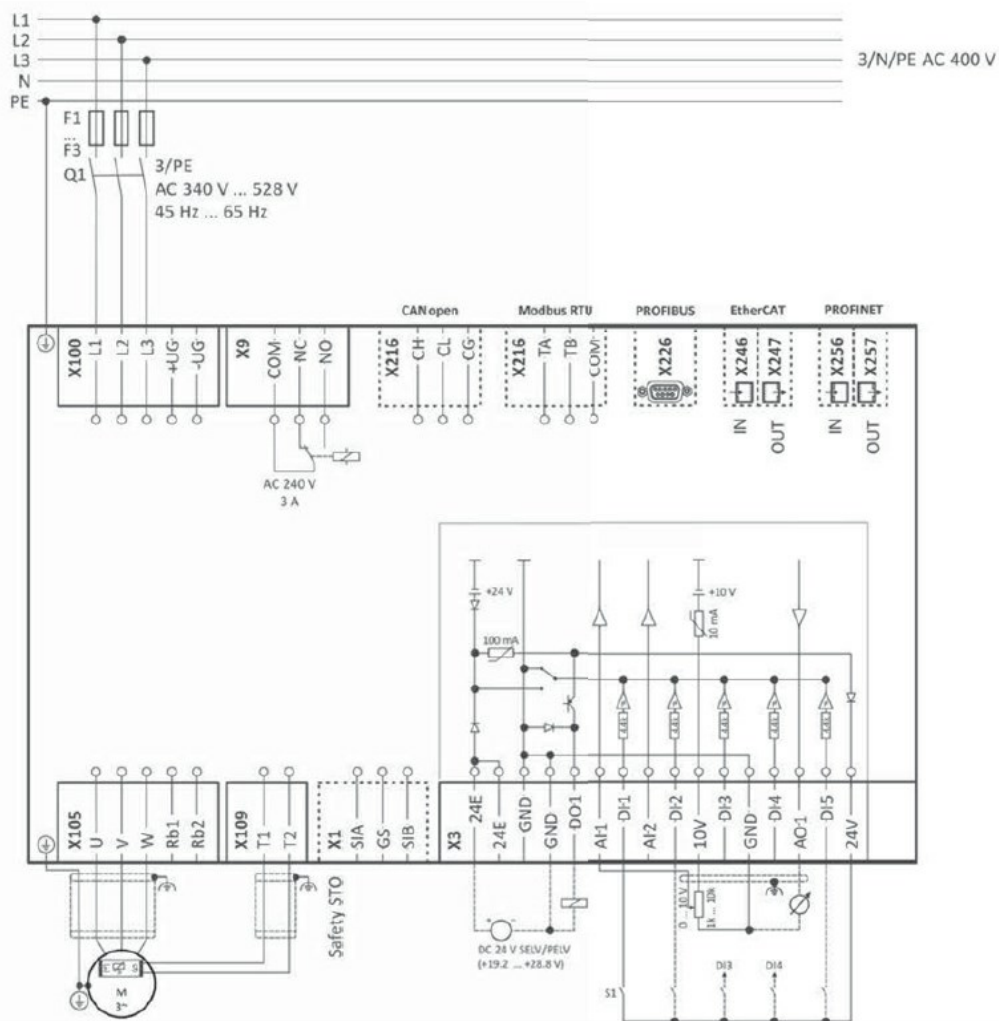 L1
L2
L3
3/N/PE AC 400 V
N
PE
F1
...
F3
Q1
3/PE
AC 340 V ... 528 V
45 Hz ... 65 Hz
CANopen
Modbus RTU
PROFIBUS
EtherCAT
PROFINET
X100
L1
L2
L3
+UG
-UG
X9
COM
NC
NO
X216
CH
CL
CG
X216
TA
TB
COM
X226
X246
X247
X256
X257
IN
OUT
IN
OUT
AC 240 V
3 A
+24 V
+10 V
100 mA
10 mA
X105
U
V
W
Rb1
Rb2
X109
T1
T2
X1
SIA
GS
SIB
X3
24E
24E
GND
GND
DO1
AI1
DI1
AI2
DI2
10V
DI3
GND
DI4
AO1
DI5
24V
Safety STO
DC 24 V SELV/PELV
(+19.2 ... +28.8 V)
0 ... 10 V
1k ... 10k
S1
DI3
DI4
M
3~